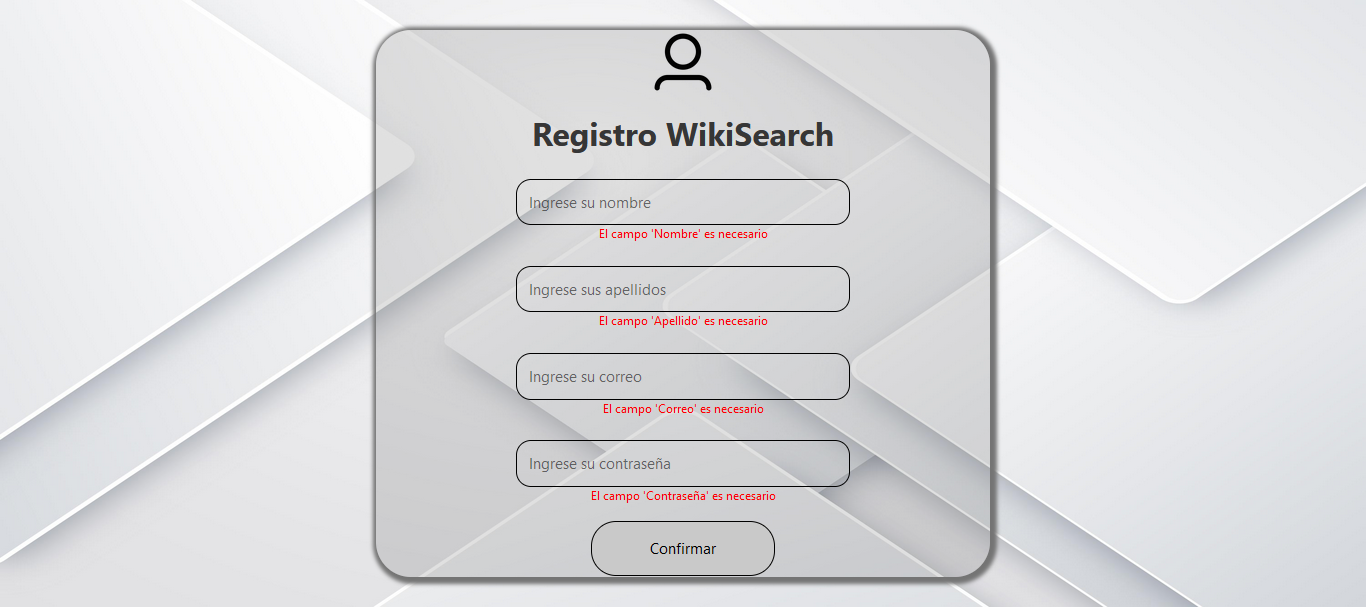 Registro WikiSearch
Ingrese su nombre
El campo 'Nombre' es necesario
Ingrese sus apellidos
El campo 'Apellido' es necesario
Ingrese su correo
El campo 'Correo' es necesario
Ingrese su contraseña
El campo 'Contraseña' es necesario
Confirmar